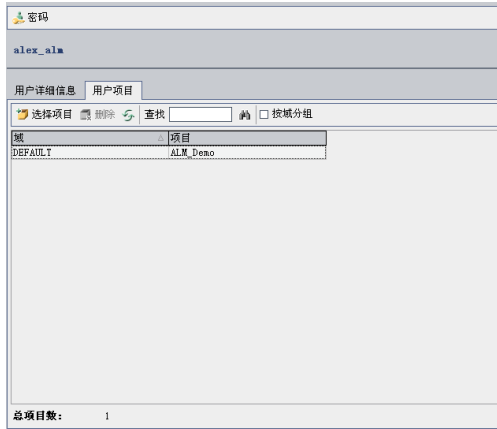 密码
alex_alm
用户详细信息 用户项目
选择项目 删除 查找 按域分组
域 项目
DEFAULT ALM_Demo
总项目数: 1